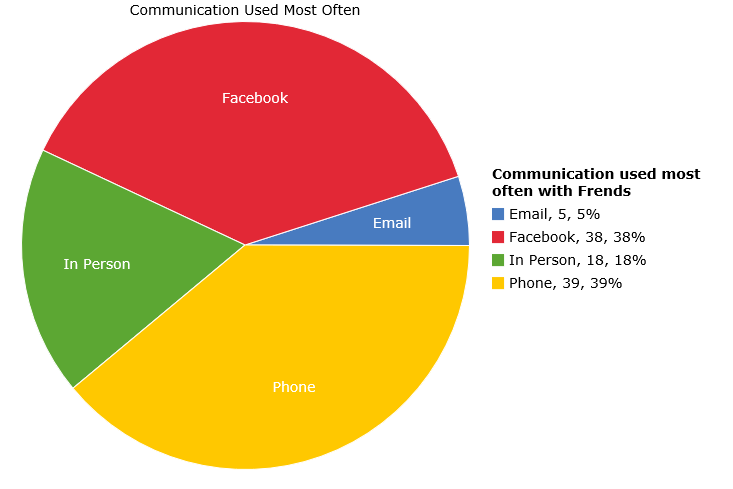 Communication Used Most Often
Facebook
Email
In Person
Phone
Communication used most
often with Frends
Email, 5, 5%
Facebook, 38, 38%
In Person, 18, 18%
Phone, 39, 39%